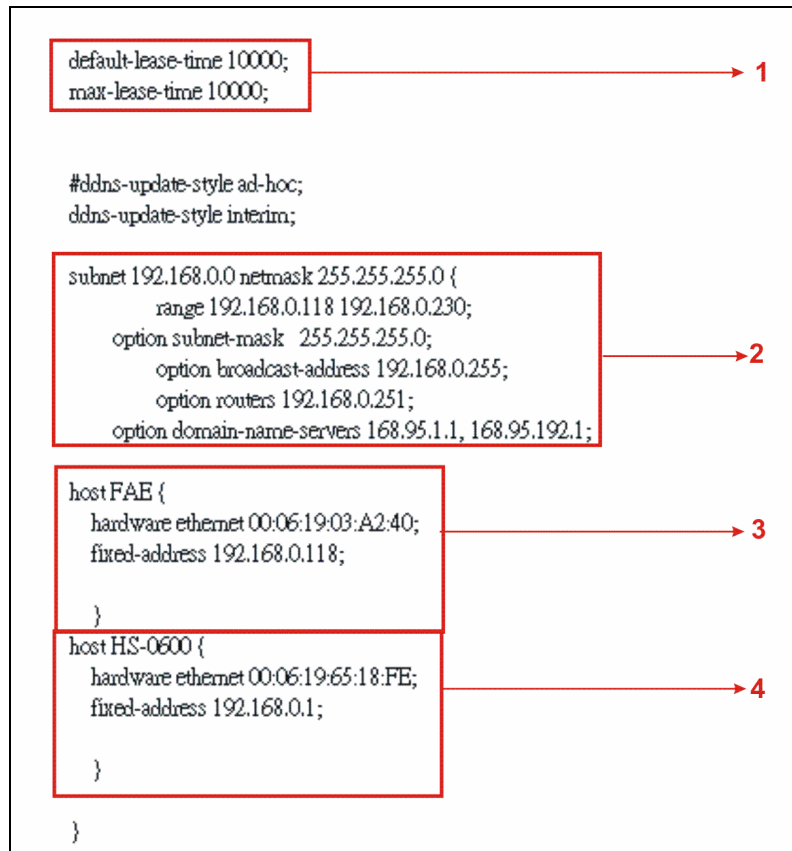 default-lease-time 10000;
max-lease-time 10000;
1
#ddns-update-style ad-hoc;
ddns-update-style interim;
subnet 192.168.0.0 netmask 255.255.255.0 {
range 192.168.0.118 192.168.0.230;
option subnet-mask 255.255.255.0;
option broadcast-address 192.168.0.255;
option routers 192.168.0.251;
option domain-name-servers 168.95.1.1, 168.95.192.1;
2
host FAE {
hardware ethernet 00:06:19:03:A2:40;
fixed-address 192.168.0.118;
}
3
host HS-0600 {
hardware ethernet 00:06:19:65:18:FE;
fixed-address 192.168.0.1;
}
4
}